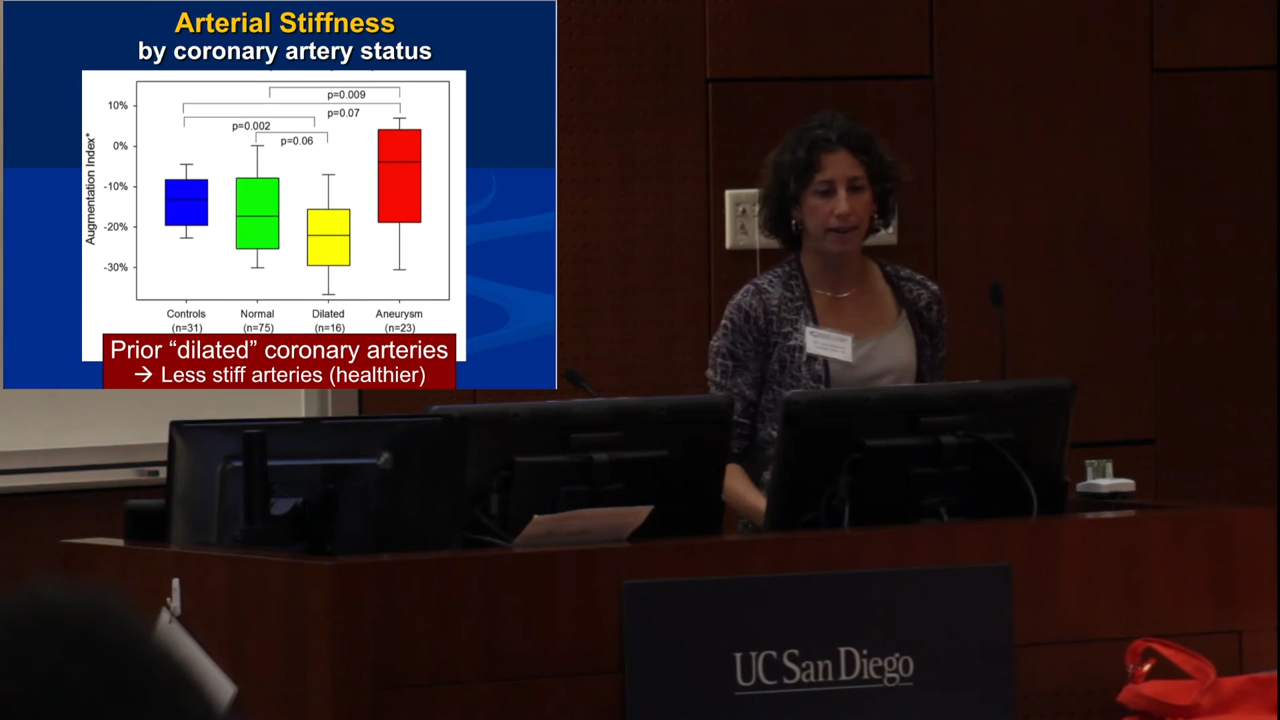 Arterial Stiffness
by coronary artery status
p=0.009
10%
p=0.07
p=0.002
p=0.06
0%
-10%
-20%
-30%
Augmentation Index*
Controls Normal Dilated Aneurysm
(n=31) (n=75) (n=16) (n=23)
Prior “dilated” coronary arteries
→ Less stiff arteries (healthier)
UC San Diego